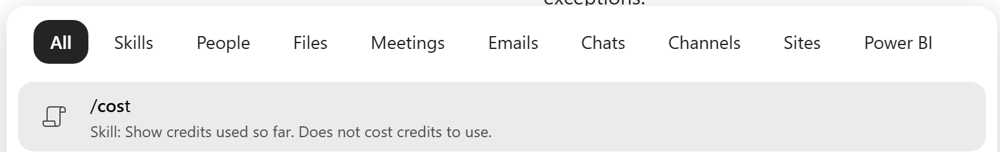 exceptions.
All Skills People Files Meetings Emails Chats Channels Sites Power BI
/cost
Skill: Show credits used so far. Does not cost credits to use.